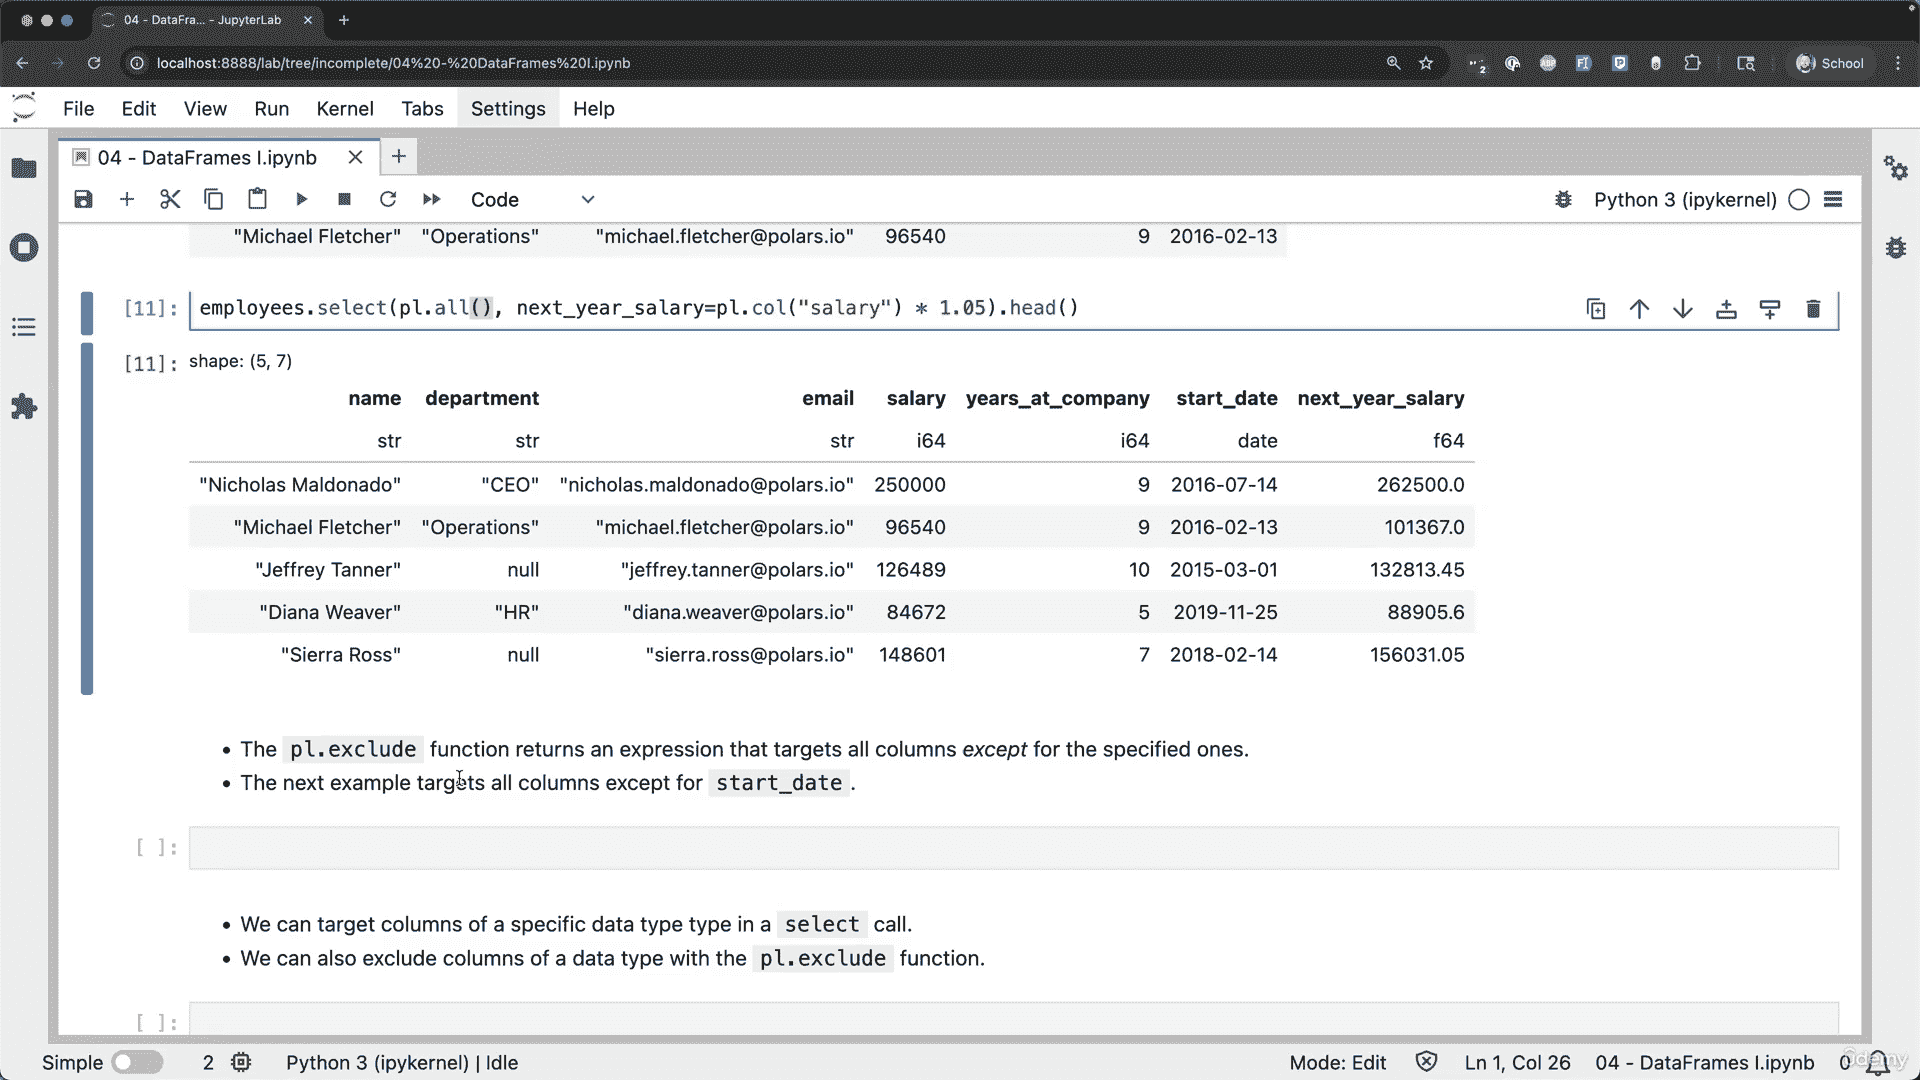 04 - DataFra... - JupyterLab
localhost:8888/lab/tree/incomplete/04%20-%20DataFrames%20I.ipynb
2
School
File Edit View Run Kernel Tabs Settings Help
04 - DataFrames I.ipynb
Code
Python 3 (ipykernel)
"Michael Fletcher" "Operations" "michael.fletcher@polars.io" 96540 9 2016-02-13
[11]: employees.select(pl.all(), next_year_salary=pl.col("salary") * 1.05).head()
[11]: shape: (5, 7)
name department email salary years_at_company start_date next_year_salary
str str str i64 i64 date f64
"Nicholas Maldonado" "CEO" "nicholas.maldonado@polars.io" 250000 9 2016-07-14 262500.0
"Michael Fletcher" "Operations" "michael.fletcher@polars.io" 96540 9 2016-02-13 101367.0
"Jeffrey Tanner" null "jeffrey.tanner@polars.io" 126489 10 2015-03-01 132813.45
"Diana Weaver" "HR" "diana.weaver@polars.io" 84672 5 2019-11-25 88905.6
"Sierra Ross" null "sierra.ross@polars.io" 148601 7 2018-02-14 156031.05
• The pl.exclude function returns an expression that targets all columns except for the specified ones.
• The next example targets all columns except for start_date.
[ ]:
• We can target columns of a specific data type type in a select call.
• We can also exclude columns of a data type with the pl.exclude function.
[ ]:
Simple 2 Python 3 (ipykernel) | Idle Mode: Edit Ln 1, Col 26 04 - DataFrames I.ipynb 0
udemy